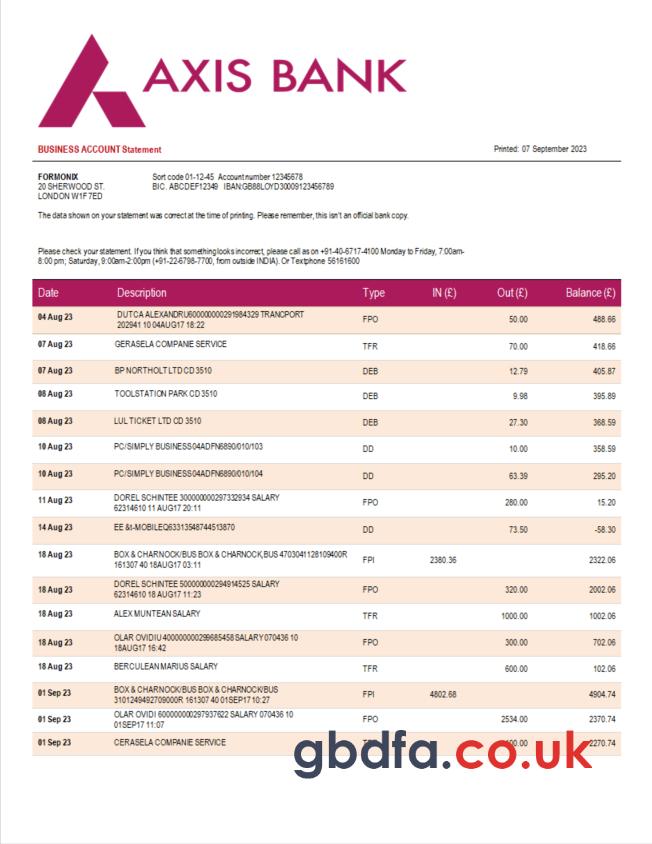 AXIS BANK
BUSINESS ACCOUNT Statement Printed: 07 September 2023
FORMONIX Sort code 01-12-45 Account number 12345678
20 SHERWOOD ST. BIC. ABCDEF12349 IBAN:GB88LOYD30009123456789
LONDON W1F 7ED
The data shown on your statement was correct at the time of printing. Please remember, this isn't an official bank copy.
Please check your statement. If you think that something looks incorrect, please call as on +91-40-6717-4100 Monday to Friday, 7:00am-
8:00 pm; Saturday, 9:00am-2:00pm (+91-22-6798-7700, from outside INDIA). Or Textphone 56161600
Date Description Type IN (£) Out (£) Balance (£)
04 Aug 23 DUTCA ALEXANDRU600000000291984329 TRANCPORT FPO 50.00 488.66
202941 10 04AUG17 18:22
07 Aug 23 GERASELA COMPANIE SERVICE TFR 70.00 418.66
07 Aug 23 BP NORTHOLT LTD CD 3510 DEB 12.79 405.87
08 Aug 23 TOOLSTATION PARK CD 3510 DEB 9.98 395.89
08 Aug 23 LUL TICKET LTD CD 3510 DEB 27.30 368.59
10 Aug 23 PC/SIMPLY BUSINESS04ADFN6890/010/103 DD 10.00 358.59
10 Aug 23 PC/SIMPLY BUSINESS04ADFN6890/010/104 DD 63.39 295.20
11 Aug 23 DOREL SCHINTEE 300000000297332934 SALARY FPO 280.00 15.20
62314610 11 AUG17 20:11
14 Aug 23 EE &t-MOBILEQ63313548744513870 DD 73.50 -58.30
18 Aug 23 BOX & CHARNOCK/BUS BOX & CHARNOCK,BUS 4703041128109400R FPI 2380.36 2322.06
161307 40 18AUG17 03:11
18 Aug 23 DOREL SCHINTEE 500000000294914525 SALARY FPO 320.00 2002.06
62314610 18 AUG17 11:23
18 Aug 23 ALEX MUNTEAN SALARY TFR 1000.00 1002.06
18 Aug 23 OLAR OVIDIU 400000000299685458 SALARY 070436 10 FPO 300.00 702.06
18AUG17 16:42
18 Aug 23 BERCULEAN MARIUS SALARY TFR 600.00 102.06
01 Sep 23 BOX & CHARNOCK/BUS BOX & CHARNOCK/BUS FPI 4802.68 4904.74
3101249492709000R 161307 40 01SEP17 10:27
01 Sep 23 OLAR OVIDI 600000000297937622 SALARY 070436 10 FPO 2534.00 2370.74
01SEP17 11:07
01 Sep 23 CERASELA COMPANIE SERVICE 2270.74
gbdfa.co.uk